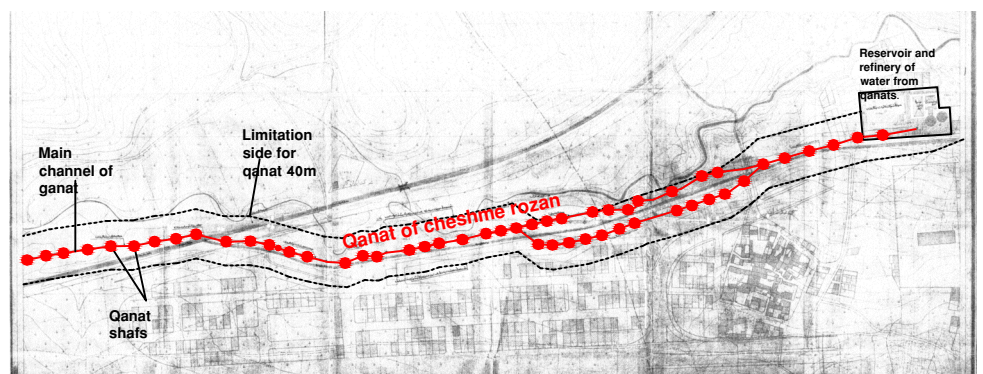 Reservoir and
refinery of
water from
qanats.
Limitation
side for
qanat 40m
Main
channel of
ganat
Qanat of cheshme rozan
Qanat
shafs